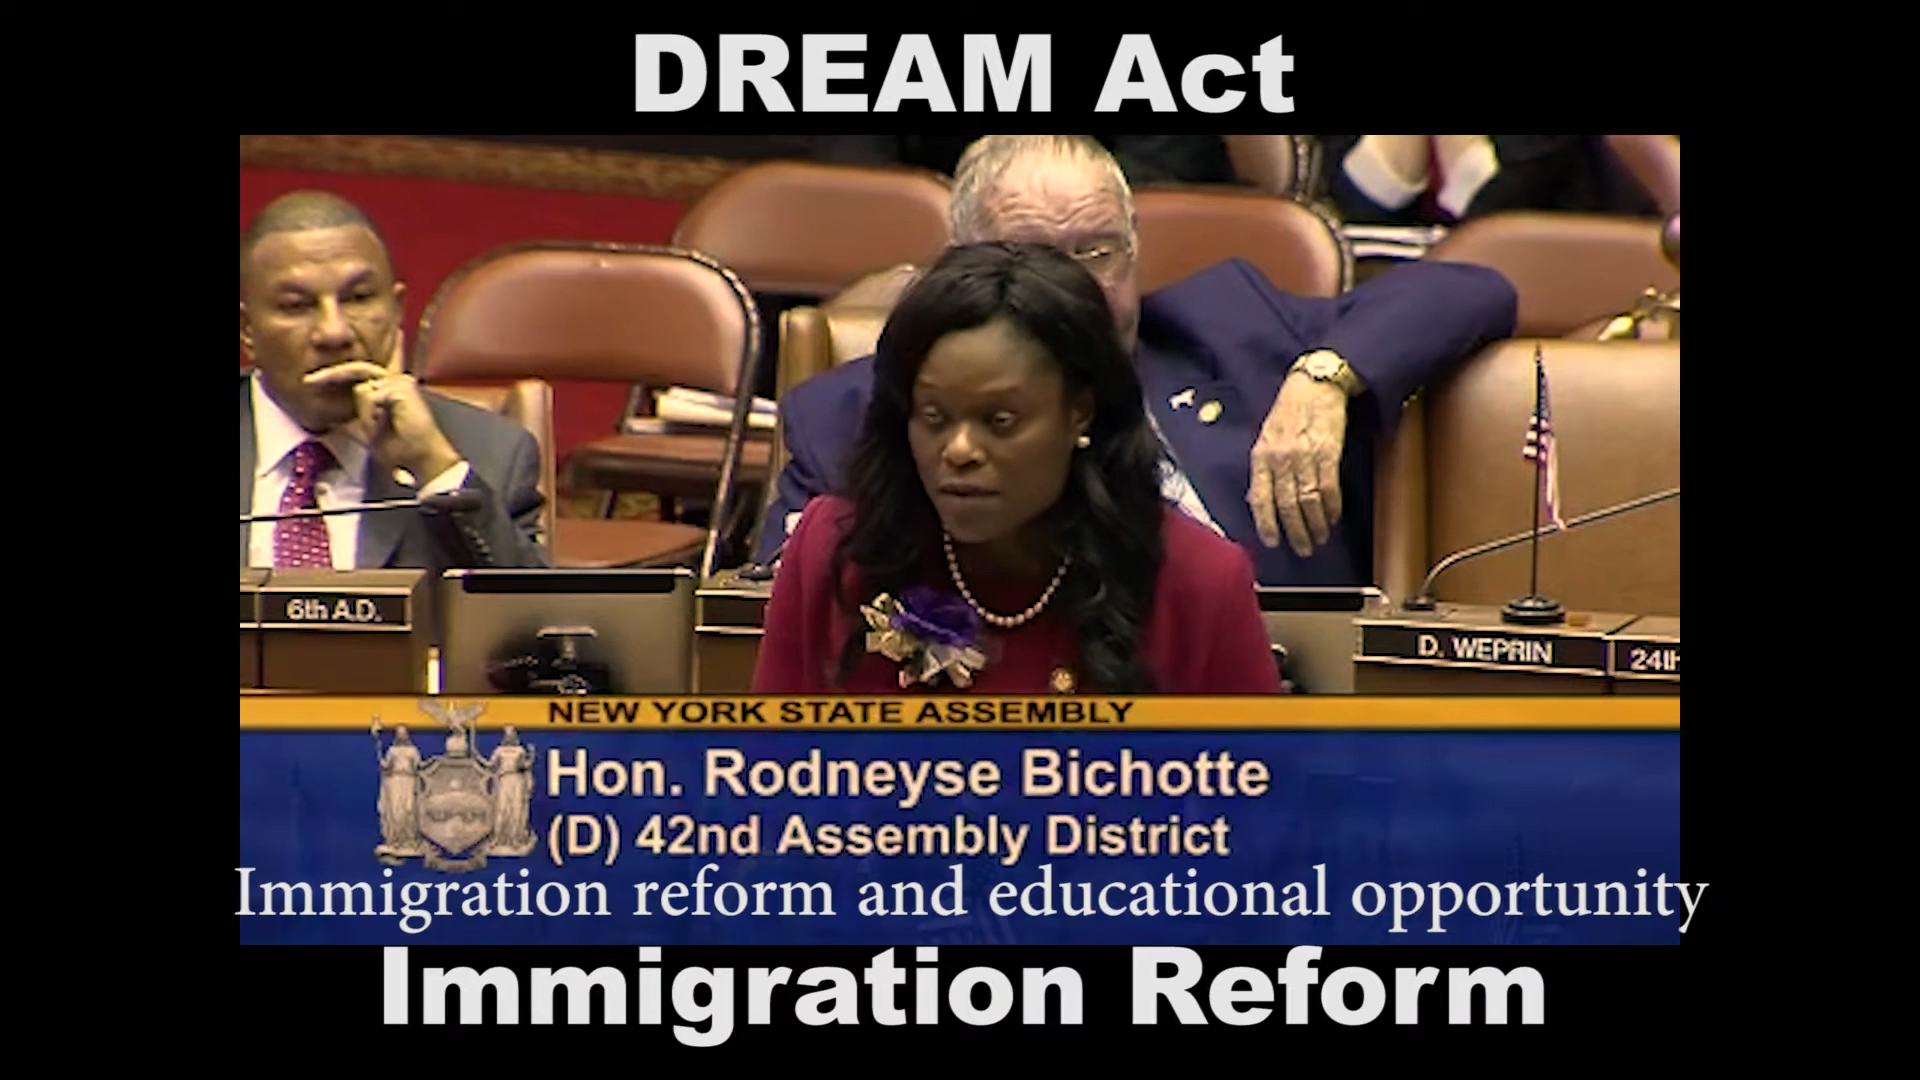 DREAM Act
6th A.D.
D. WEPRIN
24th
NEW YORK STATE ASSEMBLY
Hon. Rodneyse Bichotte
(D) 42nd Assembly District
Immigration reform and educational opportunity
Immigration Reform